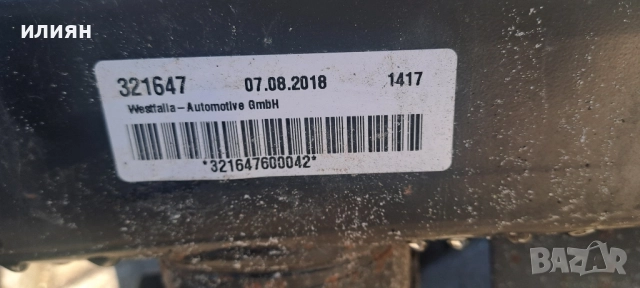 илиян
321647 07.08.2018 1417
Westfalia-Automotive GmbH
*321647600042*
BAZAR